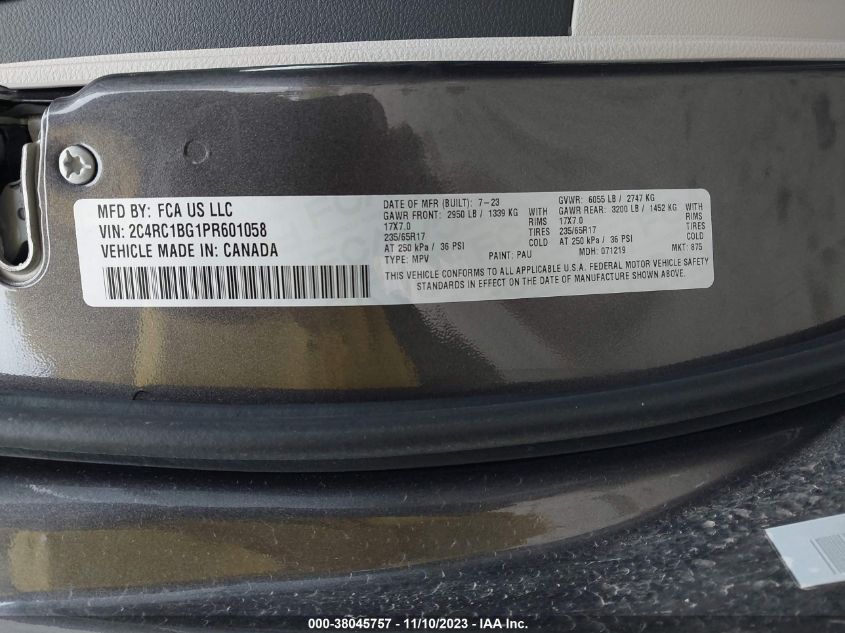 MFD BY: FCA US LLC
VIN: 2C4RC1BG1PR601058
VEHICLE MADE IN: CANADA
DATE OF MFR (BUILT): 7-23
GAWR FRONT: 2950 LB / 1339 KG WITH
17X7.0 RIMS
235/65R17 TIRES
AT 250 kPa / 36 PSI COLD
TYPE: MPV PAINT: PAU
GVWR: 6055 LB / 2747 KG
GAWR REAR: 3200 LB / 1452 KG WITH
17X7.0 RIMS
235/65R17 TIRES
AT 250 kPa / 36 PSI COLD
MDH: 071219 MKT: 875
THIS VEHICLE CONFORMS TO ALL APPLICABLE U.S.A. FEDERAL MOTOR VEHICLE SAFETY
STANDARDS IN EFFECT ON THE DATE OF MANUFACTURE SHOWN ABOVE.
000-38045757 - 11/10/2023 - IAAI.com